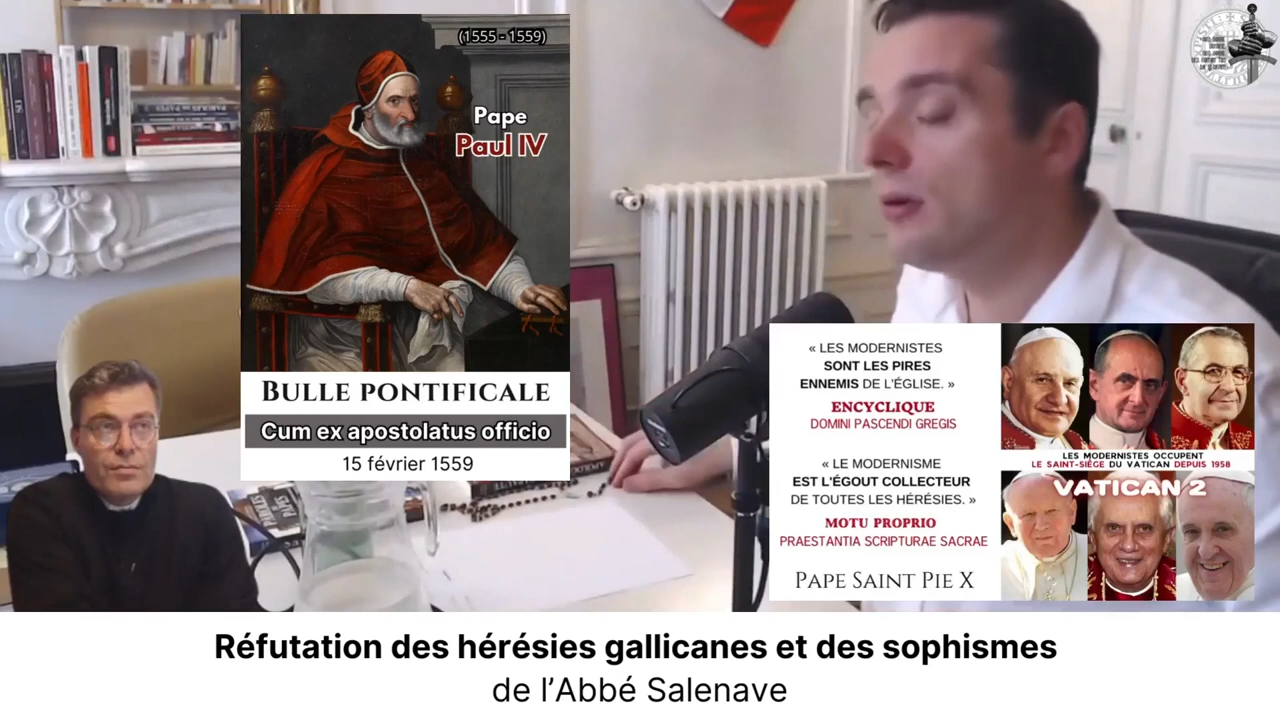 (1555 - 1559)
Pape
Paul IV
BULLE PONTIFICALE
Cum ex apostolatus officio
15 février 1559
« LES MODERNISTES
SONT LES PIRES
ENNEMIS DE L'ÉGLISE. »
ENCYCLIQUE
DOMINI PASCENDI GREGIS
« LE MODERNISME
EST L'ÉGOUT COLLECTEUR
DE TOUTES LES HÉRÉSIES. »
MOTU PROPRIO
PRAESTANTIA SCRIPTURAE SACRAE
PAPE SAINT PIE X
LES MODERNISTES OCCUPENT
LE SAINT-SIÈGE DU VATICAN DEPUIS 1958
VATICAN 2
Réfutation des hérésies gallicanes et des sophismes
de l'Abbé Salenave